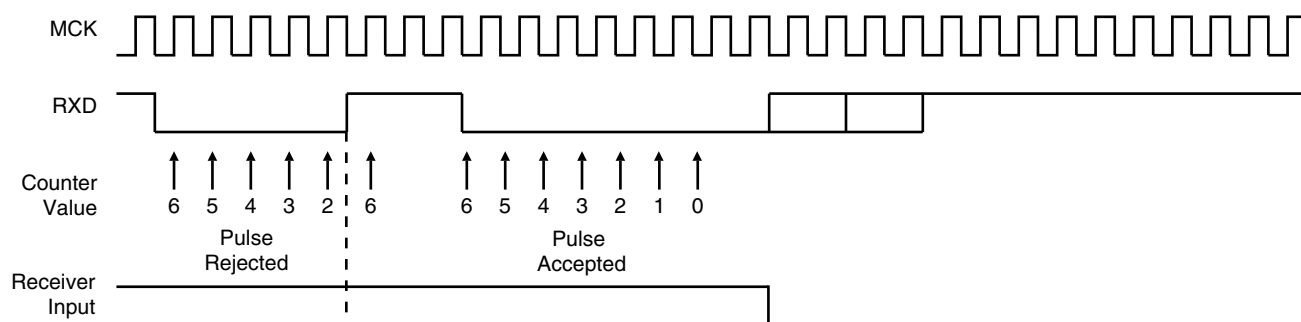 MCK
RXD
Counter
Value
6 5 4 3 2 6 6 5 4 3 2 1 0
Pulse
Rejected
Pulse
Accepted
Receiver
Input